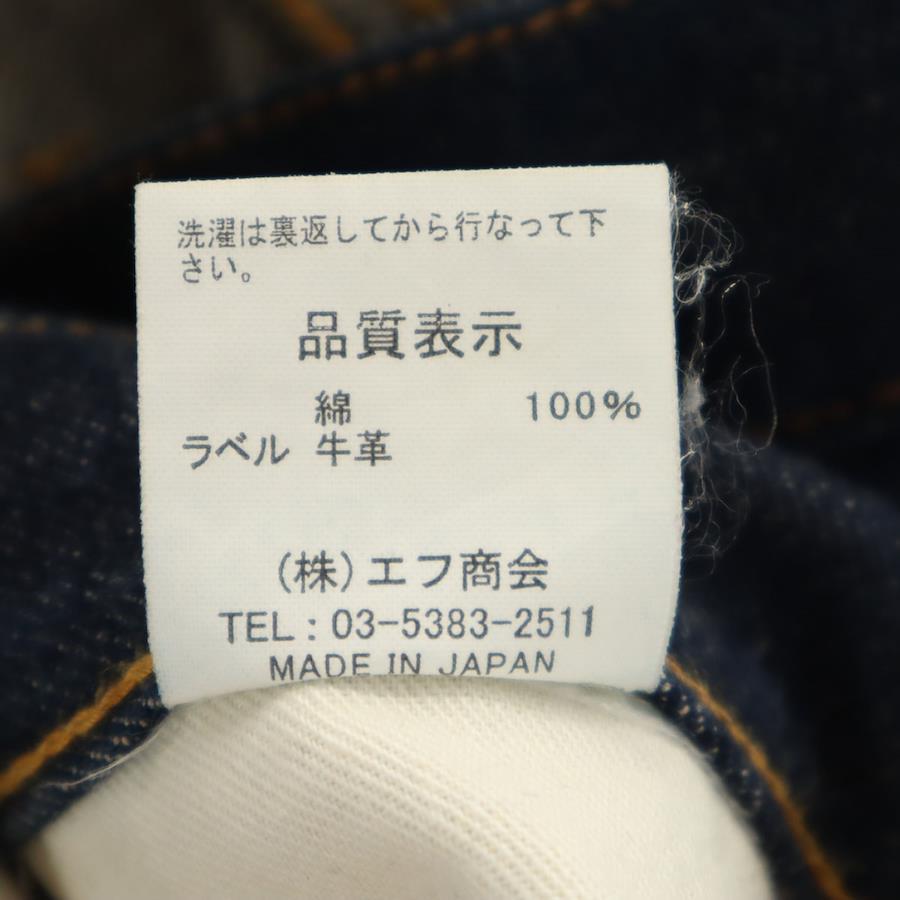 洗濯は裏返してから行なって下
さい。
品質表示
綿 100%
ラベル 牛革
(株)エフ商会
TEL:03-5383-2511
MADE IN JAPAN